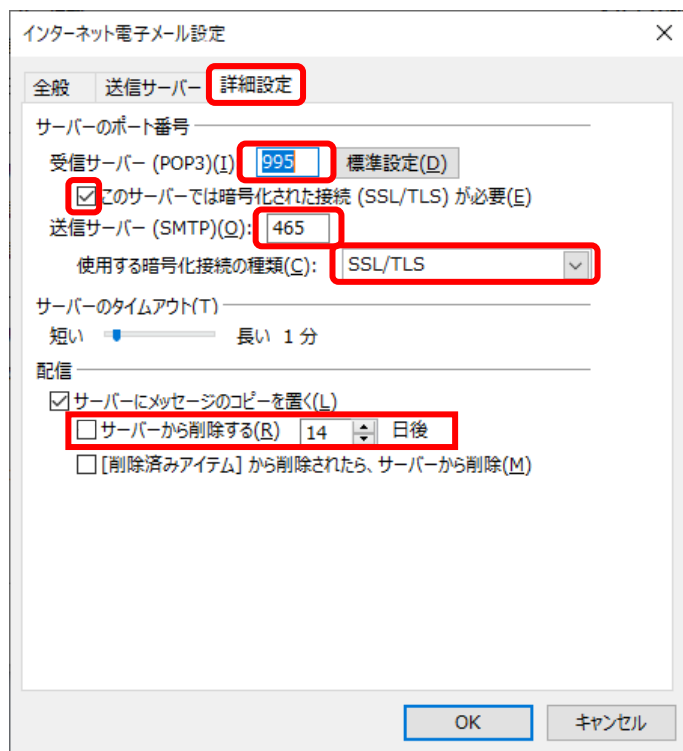 インターネット電子メール設定
全般 送信サーバー 詳細設定
サーバーのポート番号
受信サーバー (POP3)(I) 995 標準設定(D)
このサーバーでは暗号化された接続 (SSL/TLS) が必要(E)
送信サーバー (SMTP)(O): 465
使用する暗号化接続の種類(C): SSL/TLS
サーバーのタイムアウト(T)
短い 長い 1 分
配信
サーバーにメッセージのコピーを置く(L)
サーバーから削除する(R) 14 日後
[削除済みアイテム] から削除されたら、サーバーから削除(M)
OK キャンセル